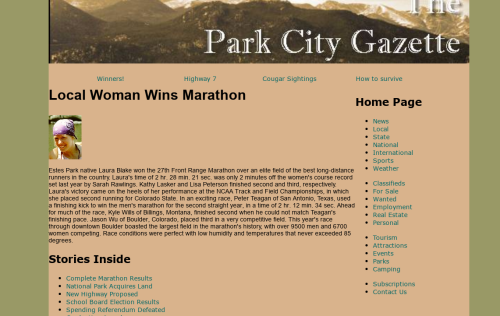 The
Park City Gazette
Winners! Highway 7 Cougar Sightings How to survive
Local Woman Wins Marathon
Estes Park native Laura Blake won the 27th Front Range Marathon over an elite field of the best long-distance
runners in the country. Laura's time of 2 hr. 28 min. 21 sec. was only 2 minutes off the women's course record
set last year by Sarah Rawlings. Kathy Lasker and Lisa Peterson finished second and third, respectively.
Laura's victory came on the heels of her performance at the NCAA Track and Field Championships, in which
she placed second running for Colorado State. In an exciting race, Peter Teagan of San Antonio, Texas, used
a finishing kick to win the men's marathon for the second straight year, in a time of 2 hr. 12 min. 34 sec. Ahead
for much of the race, Kyle Wills of Billings, Montana, finished second when he could not match Teagan's
finishing pace. Jason Wu of Boulder, Colorado, placed third in a very competitive field. This year's race
through downtown Boulder boasted the largest field in the marathon's history, with over 9500 men and 6700
women competing. Race conditions were perfect with low humidity and temperatures that never exceeded 85
degrees.
Stories Inside
Complete Marathon Results
National Park Acquires Land
New Highway Proposed
School Board Election Results
Spending Referendum Defeated
Home Page
News
Local
State
National
International
Sports
Weather
Classifieds
For Sale
Wanted
Employment
Real Estate
Personal
Tourism
Attractions
Events
Parks
Camping
Subscriptions
Contact Us